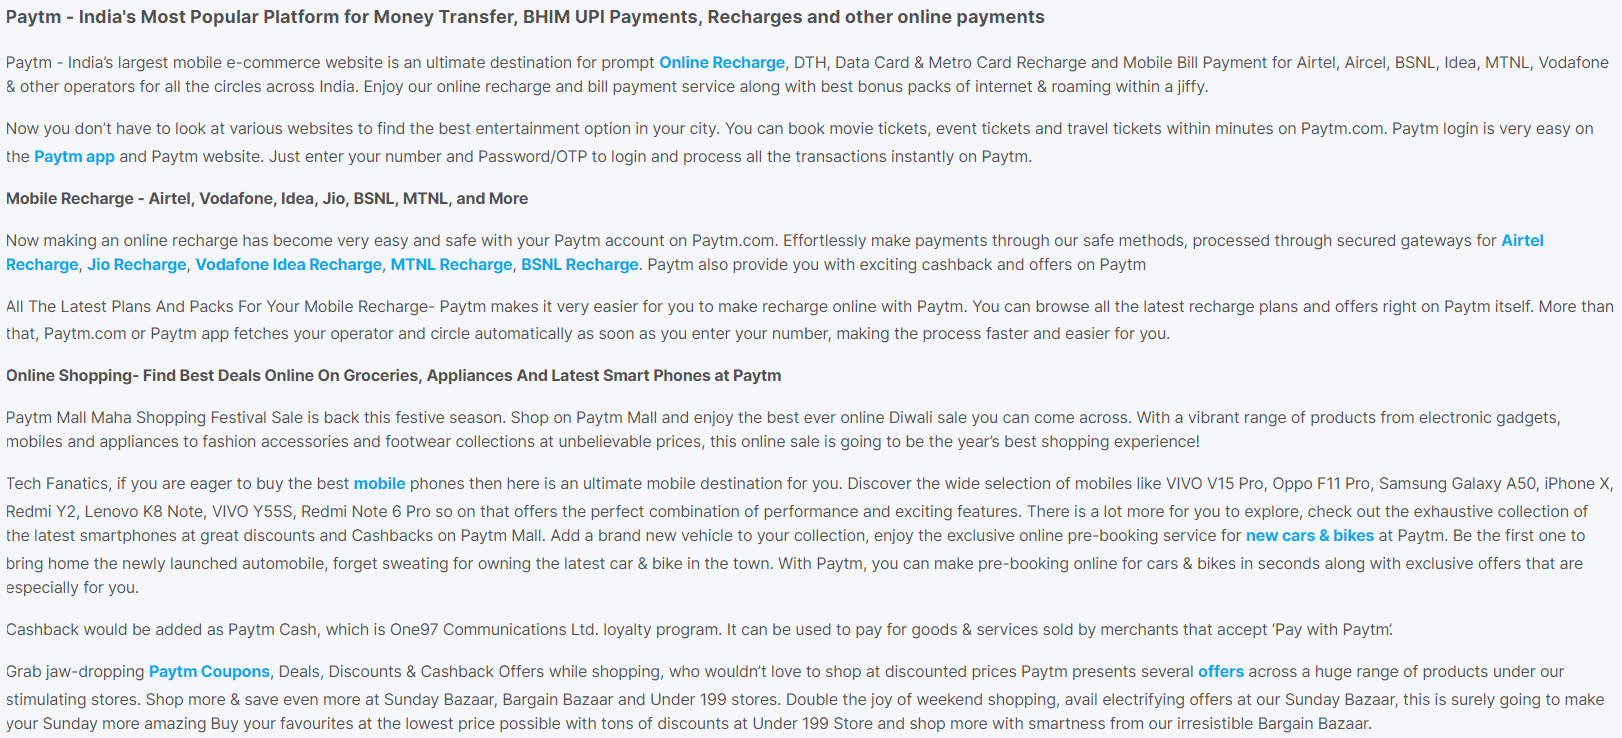 Paytm - India's Most Popular Platform for Money Transfer, BHIM UPI Payments, Recharges and other online payments
Paytm - India’s largest mobile e-commerce website is an ultimate destination for prompt Online Recharge, DTH, Data Card & Metro Card Recharge and Mobile Bill Payment for Airtel, Aircel, BSNL, Idea, MTNL, Vodafone
& other operators for all the circles across India. Enjoy our online recharge and bill payment service along with best bonus packs of internet & roaming within a jiffy.
Now you don’t have to look at various websites to find the best entertainment option in your city. You can book movie tickets, event tickets and travel tickets within minutes on Paytm.com. Paytm login is very easy on
the Paytm app and Paytm website. Just enter your number and Password/OTP to login and process all the transactions instantly on Paytm.
Mobile Recharge - Airtel, Vodafone, Idea, Jio, BSNL, MTNL, and More
Now making an online recharge has become very easy and safe with your Paytm account on Paytm.com. Effortlessly make payments through our safe methods, processed through secured gateways for Airtel
Recharge, Jio Recharge, Vodafone Idea Recharge, MTNL Recharge, BSNL Recharge. Paytm also provide you with exciting cashback and offers on Paytm
All The Latest Plans And Packs For Your Mobile Recharge- Paytm makes it very easier for you to make recharge online with Paytm. You can browse all the latest recharge plans and offers right on Paytm itself. More than
that, Paytm.com or Paytm app fetches your operator and circle automatically as soon as you enter your number, making the process faster and easier for you.
Online Shopping- Find Best Deals Online On Groceries, Appliances And Latest Smart Phones at Paytm
Paytm Mall Maha Shopping Festival Sale is back this festive season. Shop on Paytm Mall and enjoy the best ever online Diwali sale you can come across. With a vibrant range of products from electronic gadgets,
mobiles and appliances to fashion accessories and footwear collections at unbelievable prices, this online sale is going to be the year’s best shopping experience!
Tech Fanatics, if you are eager to buy the best mobile phones then here is an ultimate mobile destination for you. Discover the wide selection of mobiles like VIVO V15 Pro, Oppo F11 Pro, Samsung Galaxy A50, iPhone X,
Redmi Y2, Lenovo K8 Note, VIVO Y55S, Redmi Note 6 Pro so on that offers the perfect combination of performance and exciting features. There is a lot more for you to explore, check out the exhaustive collection of
the latest smartphones at great discounts and Cashbacks on Paytm Mall. Add a brand new vehicle to your collection, enjoy the exclusive online pre-booking service for new cars & bikes at Paytm. Be the first one to
bring home the newly launched automobile, forget sweating for owning the latest car & bike in the town. With Paytm, you can make pre-booking online for cars & bikes in seconds along with exclusive offers that are
especially for you.
Cashback would be added as Paytm Cash, which is One97 Communications Ltd. loyalty program. It can be used to pay for goods & services sold by merchants that accept ‘Pay with Paytm’.
Grab jaw-dropping Paytm Coupons, Deals, Discounts & Cashback Offers while shopping, who wouldn’t love to shop at discounted prices Paytm presents several offers across a huge range of products under our
stimulating stores. Shop more & save even more at Sunday Bazaar, Bargain Bazaar and Under 199 stores. Double the joy of weekend shopping, avail electrifying offers at our Sunday Bazaar, this is surely going to make
your Sunday more amazing Buy your favourites at the lowest price possible with tons of discounts at Under 199 Store and shop more with smartness from our irresistible Bargain Bazaar.